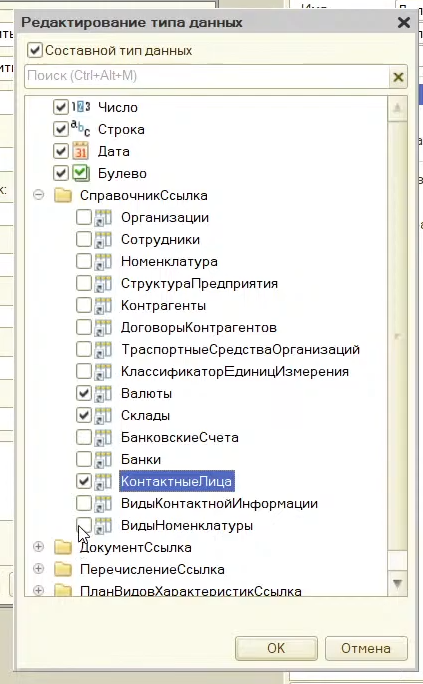 Редактирование типа данных
Составной тип данных
Поиск (Ctrl+Alt+M)
Число
Строка
Дата
Булево
СправочникСсылка
Организации
Сотрудники
Номенклатура
СтруктураПредприятия
Контрагенты
ДоговорыКонтрагентов
ТраспортныеСредстваОрганизаций
КлассификаторЕдиницИзмерения
Валюты
Склады
БанковскиеСчета
Банки
КонтактныеЛица
ВидыКонтактнойИнформации
ВидыНоменклатуры
ДокументСсылка
ПеречислениеСсылка
ПланВидовХарактеристикСсылка
ОК Отмена